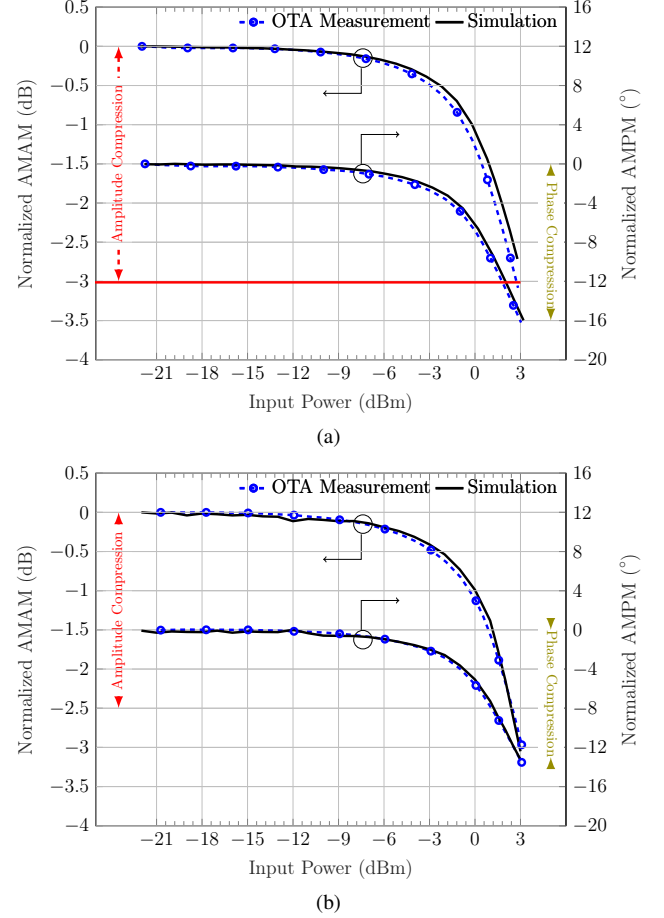 OTA Measurement Simulation
0.5 16
0 12
−0.5 8
−1 4
−1.5 0
−2 −4
−2.5 −8
−3 −12
−3.5 −16
−4 −20
Normalized AMAM (dB)
Amplitude Compression
Phase Compression
Normalized AMPM (°)
−21 −18 −15 −12 −9 −6 −3 0 3
Input Power (dBm)
(a)
OTA Measurement Simulation
0.5 16
0 12
−0.5 8
−1 4
−1.5 0
−2 −4
−2.5 −8
−3 −12
−3.5 −16
−4 −20
Normalized AMAM (dB)
Amplitude Compression
Phase Compression
Normalized AMPM (°)
−21 −18 −15 −12 −9 −6 −3 0 3
Input Power (dBm)
(b)